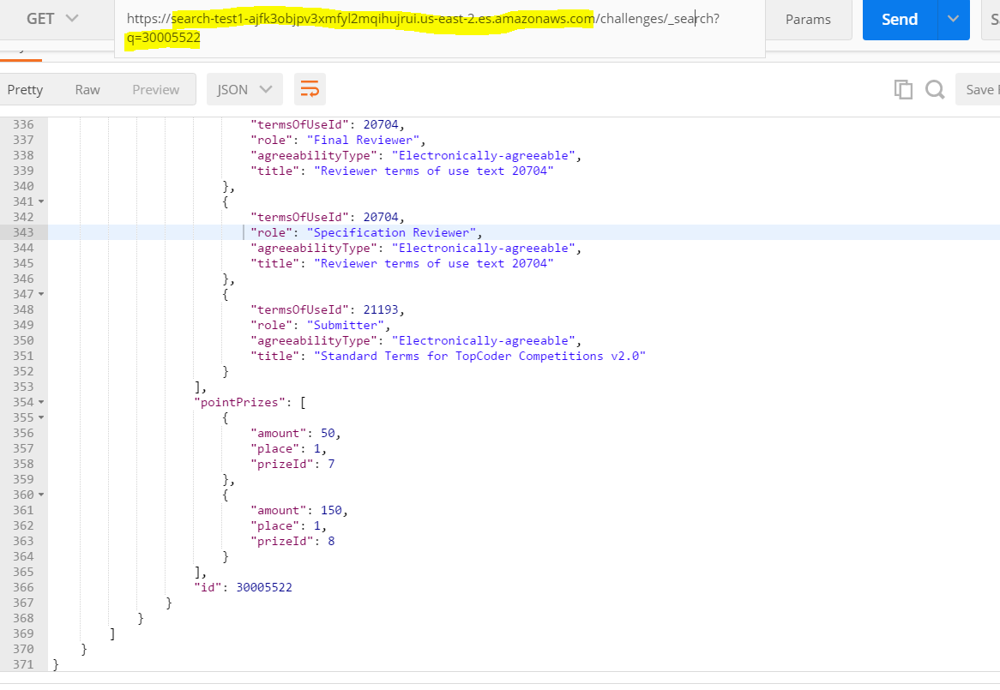 GET https://search-test1-ajfk3objpv3xmfyl2mqihujrui.us-east-2.es.amazonaws.com/challenges/_search? Params Send
q=30005522
Pretty Raw Preview JSON Save
336 "termsOfUseId": 20704,
337 "role": "Final Reviewer",
338 "agreeabilityType": "Electronically-agreeable",
339 "title": "Reviewer terms of use text 20704"
340 },
341 {
342 "termsOfUseId": 20704,
343 "role": "Specification Reviewer",
344 "agreeabilityType": "Electronically-agreeable",
345 "title": "Reviewer terms of use text 20704"
346 },
347 {
348 "termsOfUseId": 21193,
349 "role": "Submitter",
350 "agreeabilityType": "Electronically-agreeable",
351 "title": "Standard Terms for TopCoder Competitions v2.0"
352 }
353 ],
354 "pointPrizes": [
355 {
356 "amount": 50,
357 "place": 1,
358 "prizeId": 7
359 },
360 {
361 "amount": 150,
362 "place": 1,
363 "prizeId": 8
364 }
365 ],
366 "id": 30005522
367 }
368 }
369 ]
370 }
371 }